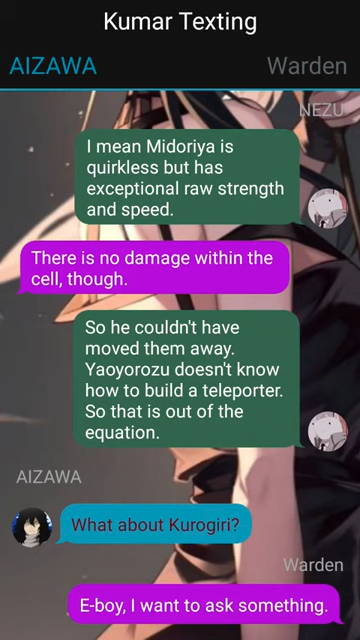 Kumar Texting
AIZAWA Warden
NEZU
I mean Midoriya is
quirkless but has
exceptional raw strength
and speed.
There is no damage within the
cell, though.
So he couldn't have
moved them away.
Yaoyorozu doesn't know
how to build a teleporter.
So that is out of the
equation.
AIZAWA
What about Kurogiri?
Warden
E-boy, I want to ask something.